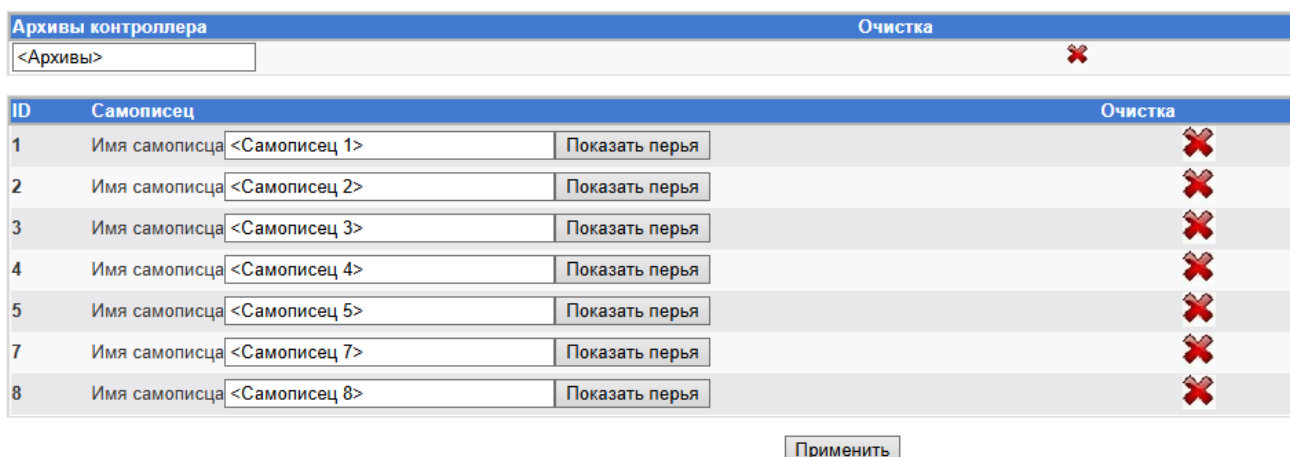 Архивы контроллера Очистка
<Архивы>
ID Самописец Очистка
1 Имя самописца <Самописец 1> Показать перья
2 Имя самописца <Самописец 2> Показать перья
3 Имя самописца <Самописец 3> Показать перья
4 Имя самописца <Самописец 4> Показать перья
5 Имя самописца <Самописец 5> Показать перья
7 Имя самописца <Самописец 7> Показать перья
8 Имя самописца <Самописец 8> Показать перья
Применить